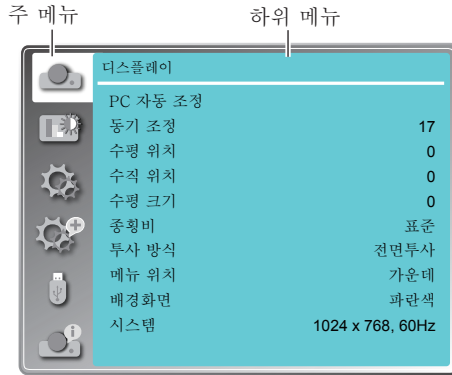 주 메뉴 하위 메뉴
디스플레이
PC 자동 조정
동기 조정 17
수평 위치 0
수직 위치 0
수평 크기 0
종횡비 표준
투사 방식 전면투사
메뉴 위치 가운데
배경화면 파란색
시스템 1024 x 768, 60Hz